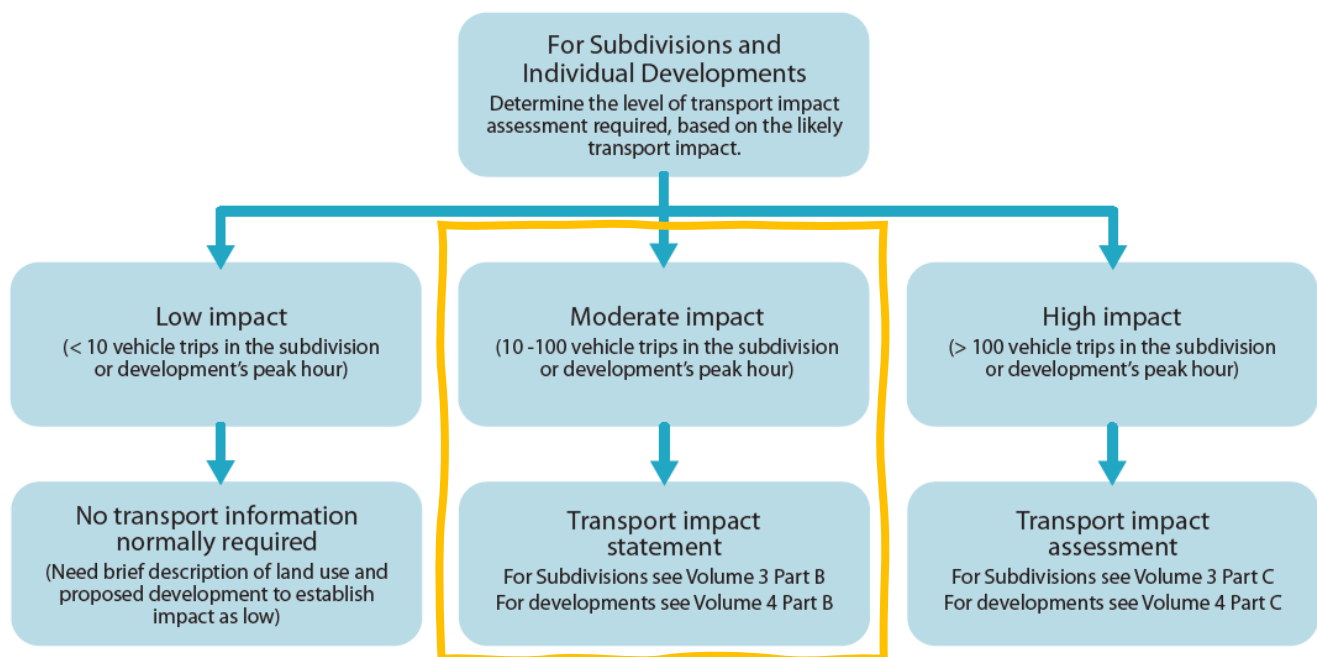 For Subdivisions and
Individual Developments
Determine the level of transport impact
assessment required, based on the likely
transport impact.
Low impact
(< 10 vehicle trips in the subdivision
or development's peak hour)
Moderate impact
(10 -100 vehicle trips in the subdivision
or development's peak hour)
High impact
(> 100 vehicle trips in the subdivision
or development's peak hour)
No transport information
normally required
(Need brief description of land use and
proposed development to establish
impact as low)
Transport impact
statement
For Subdivisions see Volume 3 Part B
For developments see Volume 4 Part B
Transport impact
assessment
For Subdivisions see Volume 3 Part C
For developments see Volume 4 Part C